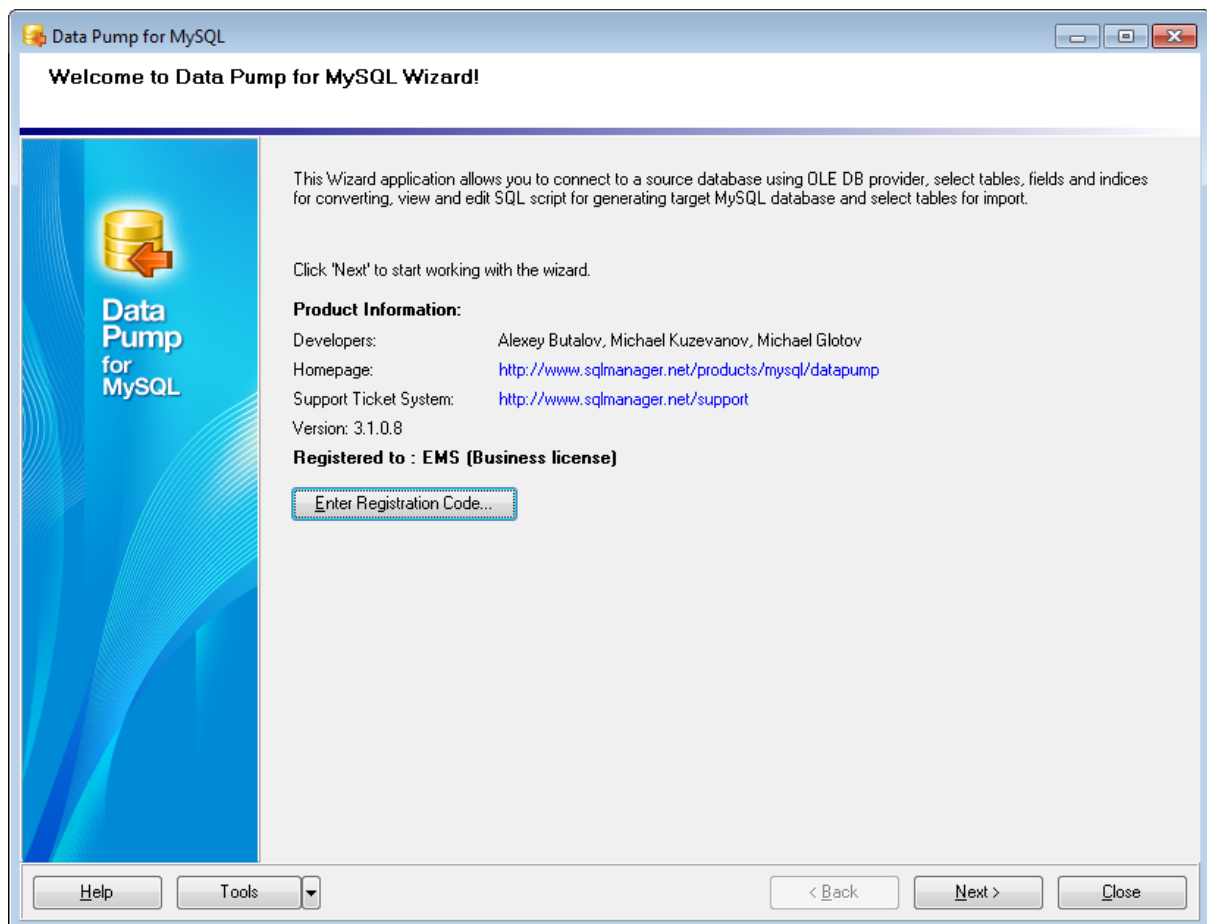 Data Pump for MySQL
Welcome to Data Pump for MySQL Wizard!
Data
Pump
for
MySQL
This Wizard application allows you to connect to a source database using OLE DB provider, select tables, fields and indices
for converting, view and edit SQL script for generating target MySQL database and select tables for import.
Click 'Next' to start working with the wizard.
Product Information:
Developers: Alexey Butalov, Michael Kuzevanov, Michael Glotov
Homepage: http://www.sqlmanager.net/products/mysql/datapump
Support Ticket System: http://www.sqlmanager.net/support
Version: 3.1.0.8
Registered to : EMS (Business license)
Enter Registration Code...
Help Tools < Back Next > Close